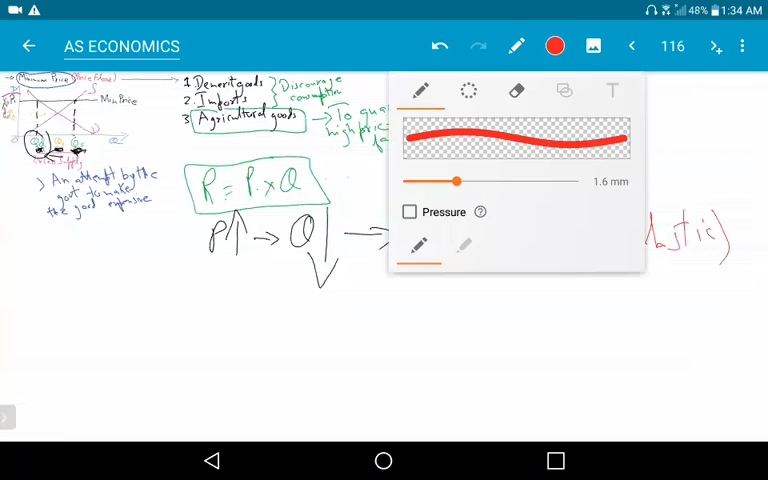 48% 1:34 AM
AS ECONOMICS
116
Minimum Price (Price Floor)
Min Price
S
D
An attempt by the
govt to make
the good expensive
1. Demerit goods
2. Imports
3. Agricultural goods
Discourage
consumption
→ To
high
R = P × Q
P↑ → Q↓ →
lastic)
1.6 mm
Pressure
T